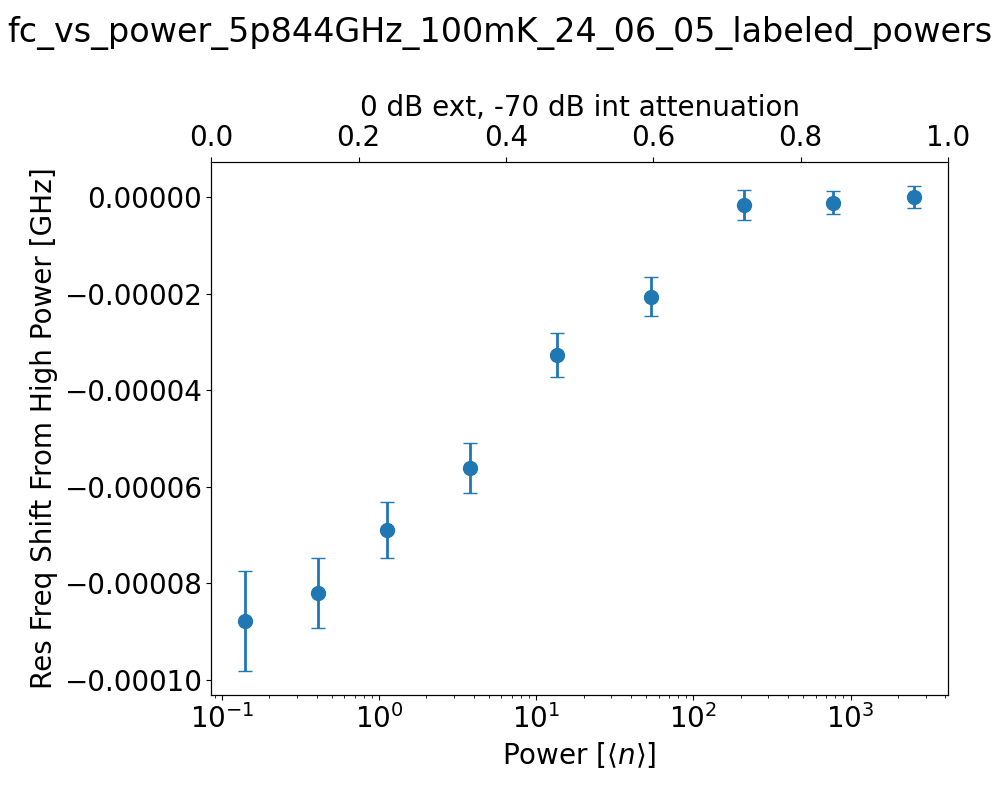 fc_vs_power_5p844GHz_100mK_24_06_05_labeled_powers
0 dB ext, -70 dB int attenuation
0.0 0.2 0.4 0.6 0.8 1.0
Res Freq Shift From High Power [GHz]
0.00000
−0.00002
−0.00004
−0.00006
−0.00008
−0.00010
10⁻¹ 10⁰ 10¹ 10² 10³
Power [⟨n⟩]